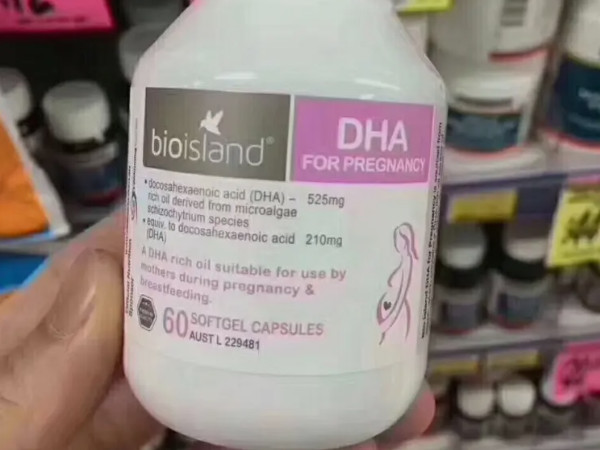 bioisland®
DHA
FOR PREGNANCY
• docosahexaenoic acid (DHA) – 525mg
rich oil derived from microalgae
schizochytrium species
• equiv. to docosahexaenoic acid 210mg
(DHA)
A DHA rich oil suitable for use by
mothers during pregnancy &
breastfeeding.
60 SOFTGEL CAPSULES
AUST L 229481